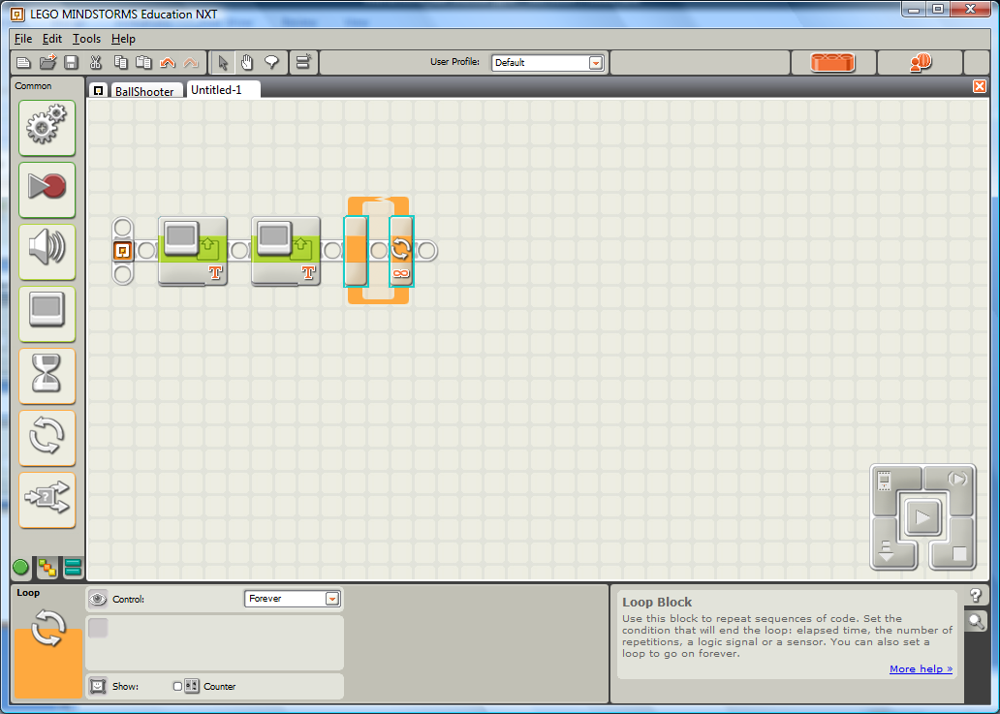 LEGO MINDSTORMS Education NXT
File Edit Tools Help
User Profile: Default
Common
BallShooter Untitled-1
T T
Loop
Control: Forever
Show: Counter
Loop Block
Use this block to repeat sequences of code. Set the
condition that will end the loop: elapsed time, the number of
repetitions, a logic signal or a sensor. You can also set a
loop to go on forever.
More help »